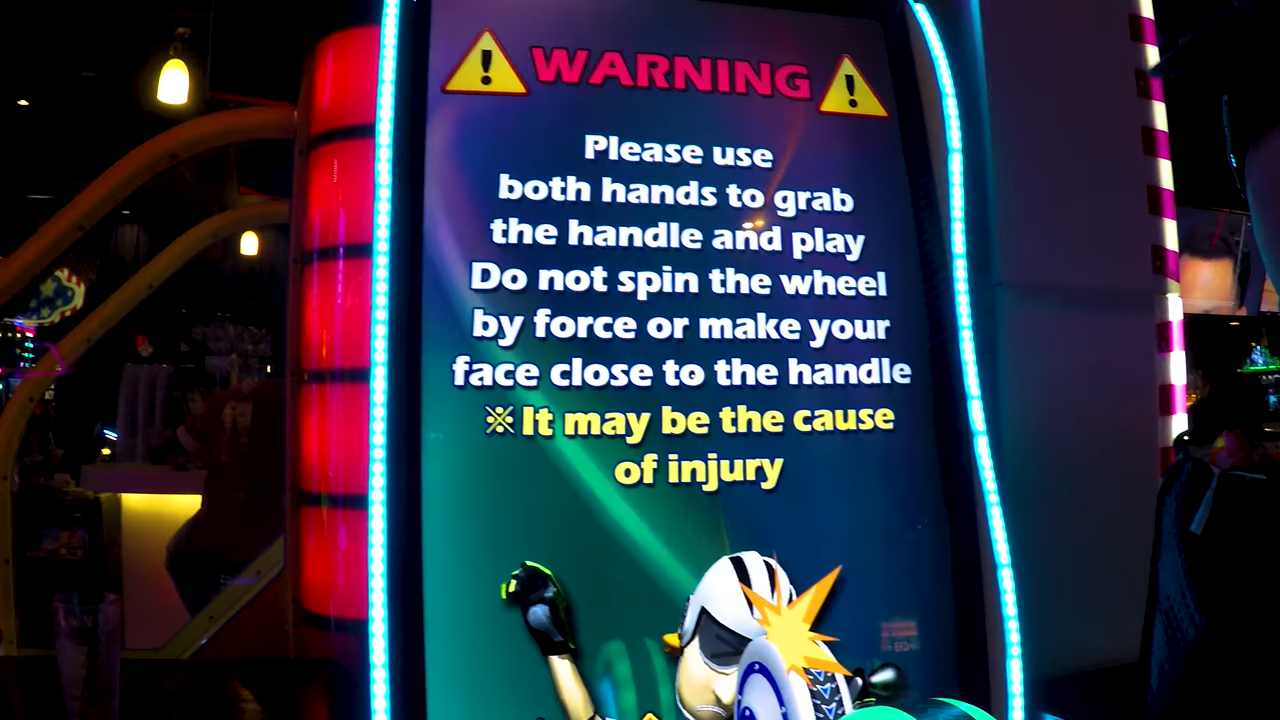 WARNING
Please use
both hands to grab
the handle and play
Do not spin the wheel
by force or make your
face close to the handle
※It may be the cause
of injury